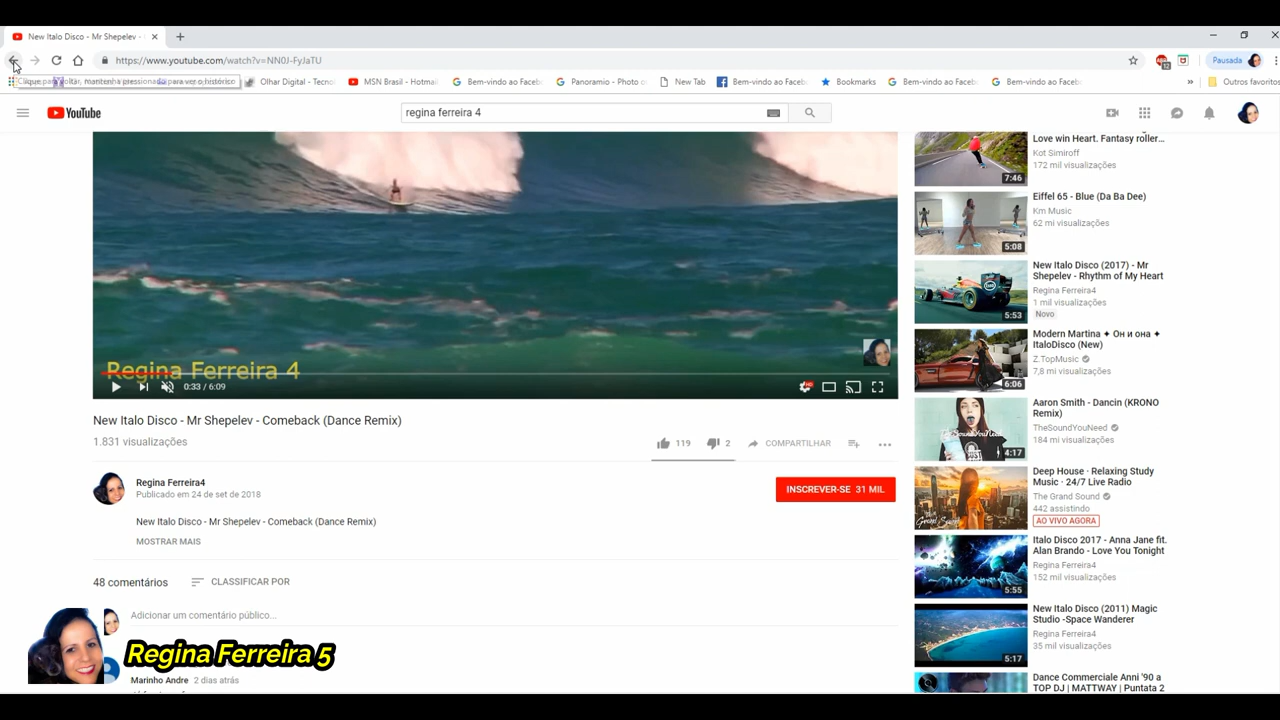 New Italo Disco - Mr Shepelev -
https://www.youtube.com/watch?v=NN0J-FyJaTU
12
Pausada
Clique para voltar, mantenha pressionado para ver o histórico
Olhar Digital - Tecno
MSN Brasil - Hotmai
Bem-vindo ao Faceb
Panoramio - Photo o
New Tab
Bem-vindo ao Faceb
Bookmarks
Bem-vindo ao Faceb
Bem-vindo ao Faceb
»
Outros favoritos
YouTube
regina ferreira 4
Regina Ferreira 4
0:33 / 6:09
HD
New Italo Disco - Mr Shepelev - Comeback (Dance Remix)
1.831 visualizações
119
2
COMPARTILHAR
Regina Ferreira4
Publicado em 24 de set de 2018
INSCREVER-SE 31 MIL
New Italo Disco - Mr Shepelev - Comeback (Dance Remix)
MOSTRAR MAIS
48 comentários
CLASSIFICAR POR
Adicionar um comentário público...
Regina Ferreira 5
Marinho Andre 2 dias atrás
Love win Heart. Fantasy roller...
Kot Simiroff
172 mil visualizações
7:46
Eiffel 65 - Blue (Da Ba Dee)
Km Music
62 mi visualizações
5:08
New Italo Disco (2017) - Mr
Shepelev - Rhythm of My Heart
Regina Ferreira4
1 mil visualizações
Novo
5:53
Modern Martina ✦ Он и она ✦
ItaloDisco (New)
Z.TopMusic
7,8 mi visualizações
6:06
Aaron Smith - Dancin (KRONO
Remix)
TheSoundYouNeed
184 mi visualizações
4:17
Deep House · Relaxing Study
Music · 24/7 Live Radio
The Grand Sound
442 assistindo
AO VIVO AGORA
Italo Disco 2017 - Anna Jane fit.
Alan Brando - Love You Tonight
Regina Ferreira4
152 mil visualizações
5:55
New Italo Disco (2011) Magic
Studio -Space Wanderer
Regina Ferreira4
35 mil visualizações
5:17
Dance Commerciale Anni '90 a
TOP DJ | MATTWAY | Puntata 2